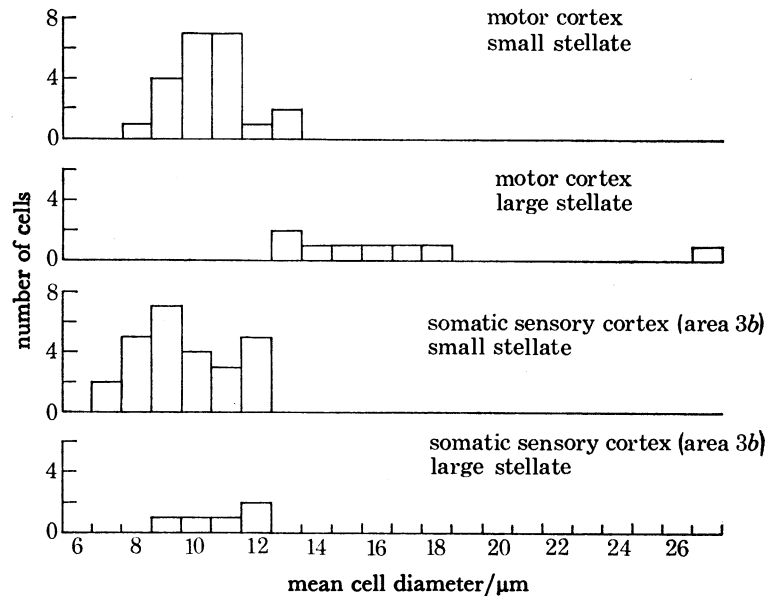 8
4
0
motor cortex
small stellate
4
0
motor cortex
large stellate
number of cells
8
4
0
somatic sensory cortex (area 3b)
small stellate
4
0
somatic sensory cortex (area 3b)
large stellate
6 8 10 12 14 16 18 20 22 24 26
mean cell diameter/μm